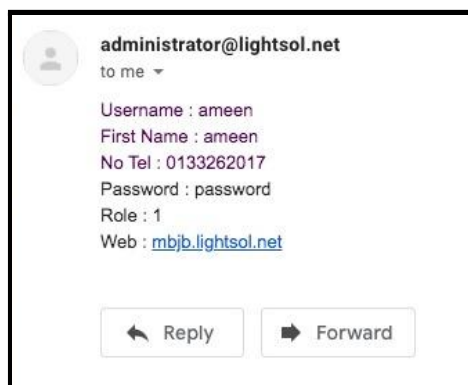 administrator@lightsol.net
to me
Username : ameen
First Name : ameen
No Tel : 0133262017
Password : password
Role : 1
Web : mbjb.lightsol.net
Reply
Forward